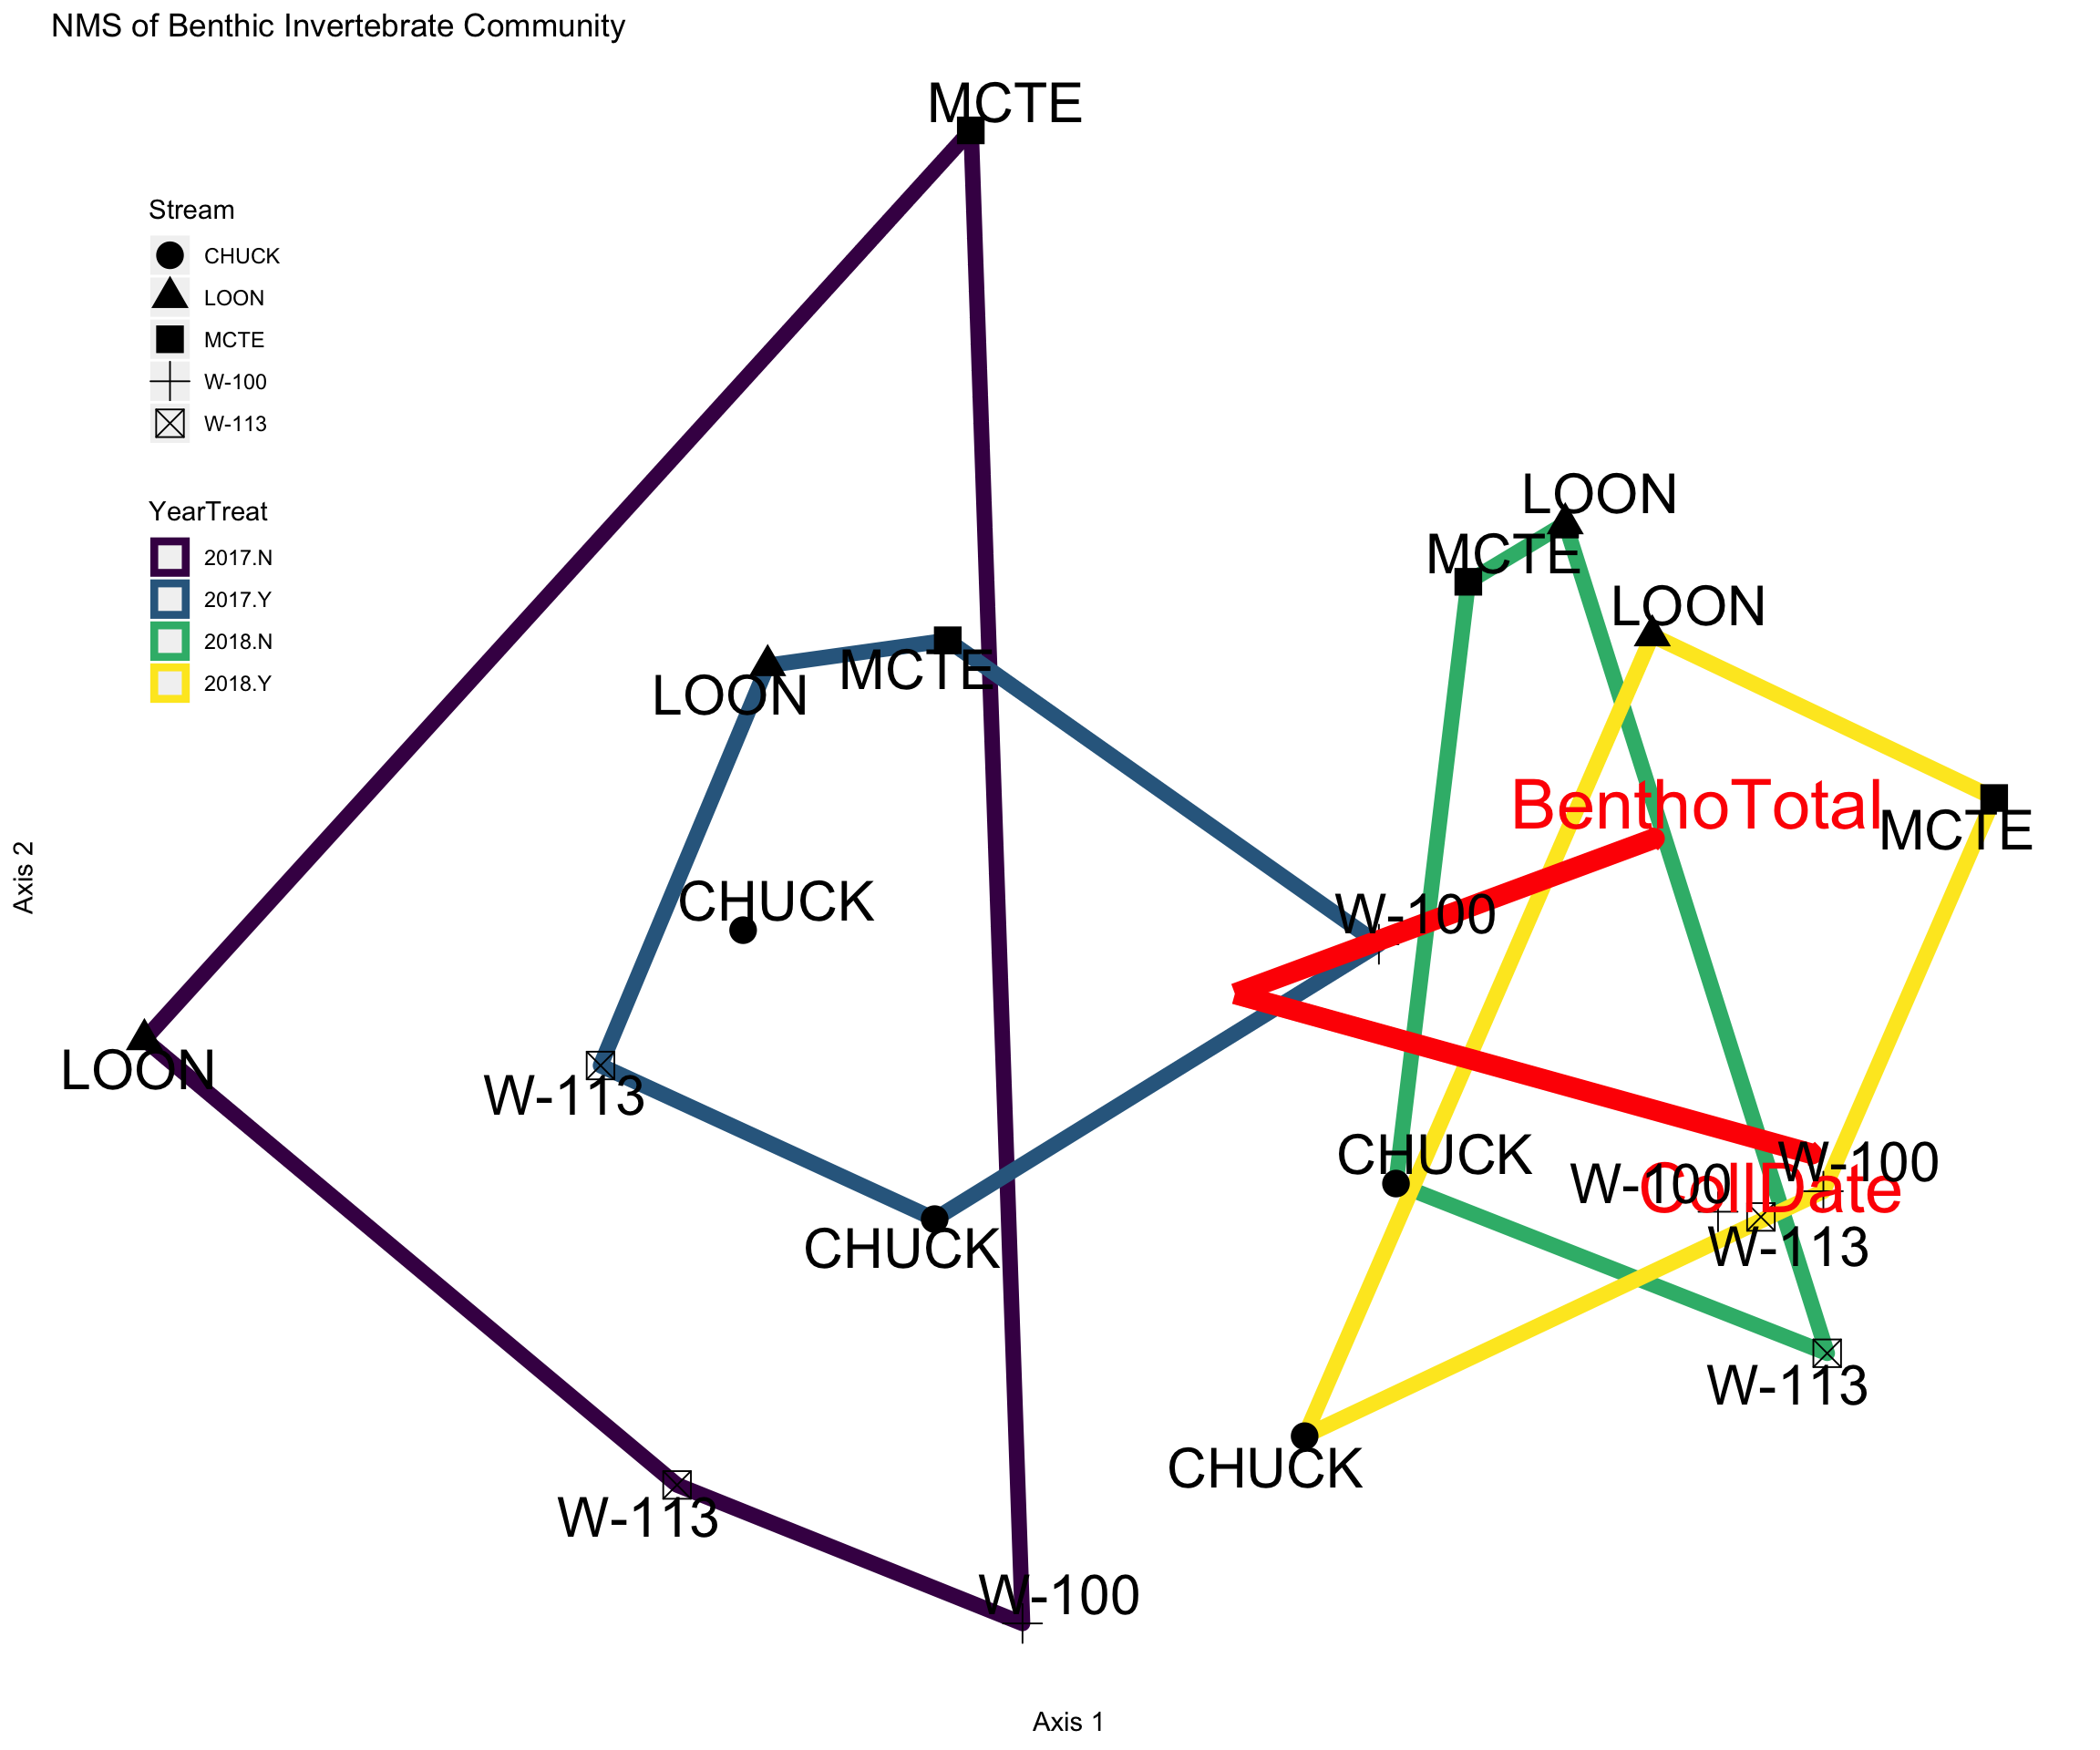 NMS of Benthic Invertebrate Community
MCTE
Stream
CHUCK
LOON
MCTE
W-100
W-113
YearTreat
2017.N
2017.Y
2018.N
2018.Y
LOON
MCTE
LOON
MCTE
LOON
BenthoTotal
MCTE
CHUCK
W-100
Axis 2
LOON
W-113
CHUCK
W-100
W-100
CollDate
W-113
CHUCK
W-113
CHUCK
W-113
W-100
Axis 1